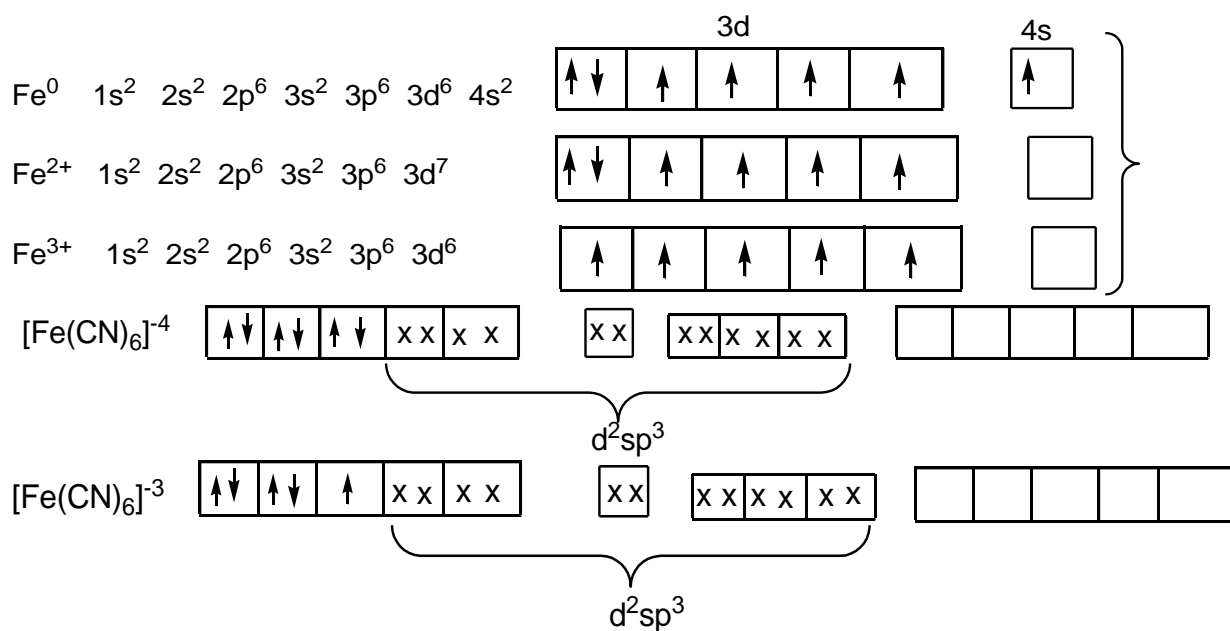 3d 4s
Fe⁰ 1s² 2s² 2p⁶ 3s² 3p⁶ 3d⁶ 4s²
Fe²⁺ 1s² 2s² 2p⁶ 3s² 3p⁶ 3d⁷
Fe³⁺ 1s² 2s² 2p⁶ 3s² 3p⁶ 3d⁶
[Fe(CN)₆]⁻⁴ x x x x x x x x x x x x
d²sp³
[Fe(CN)₆]⁻³ x x x x x x x x x x x x
d²sp³